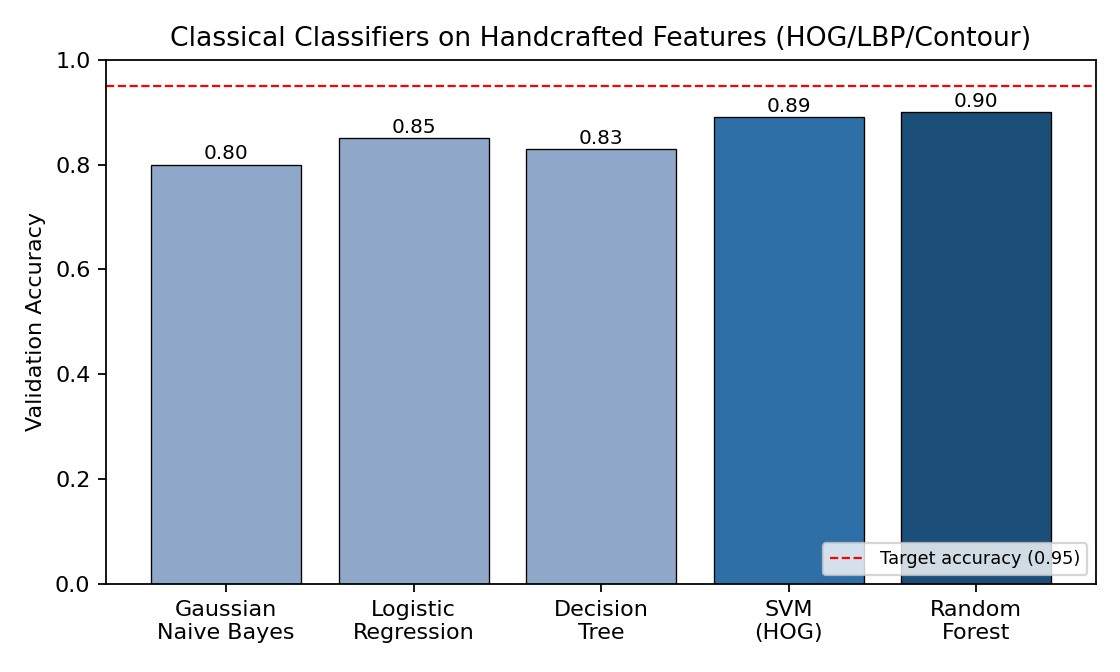 Classical Classifiers on Handcrafted Features (HOG/LBP/Contour)
Validation Accuracy
1.0
0.8
0.6
0.4
0.2
0.0
0.80
0.85
0.83
0.89
0.90
Target accuracy (0.95)
Gaussian
Naive Bayes
Logistic
Regression
Decision
Tree
SVM
(HOG)
Random
Forest